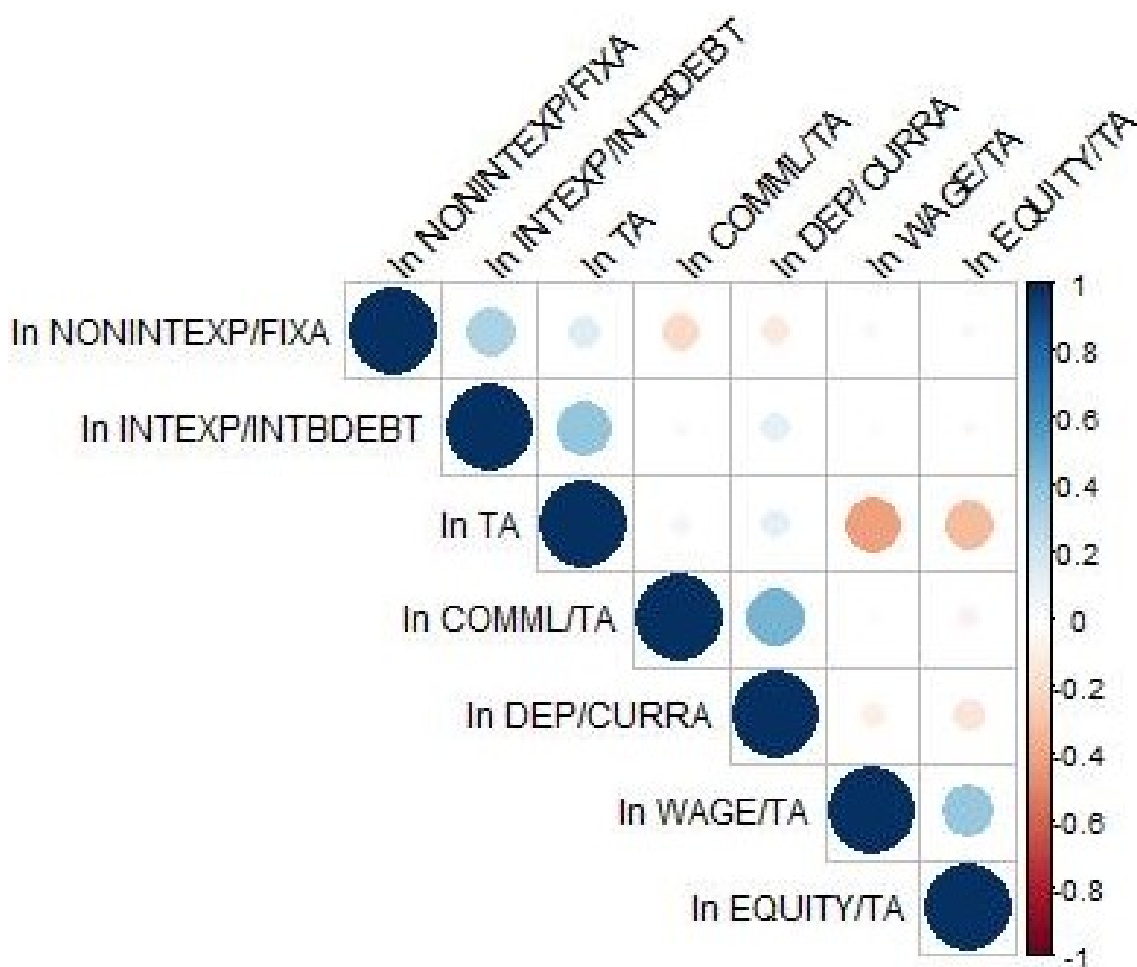 ln NONINTEXP/FIXA
ln INTEXP/INTBDEBT
ln TA
ln COMML/TA
ln DEP/CURRA
ln WAGE/TA
ln EQUITY/TA
ln NONINTEXP/FIXA
ln INTEXP/INTBDEBT
ln TA
ln COMML/TA
ln DEP/CURRA
ln WAGE/TA
ln EQUITY/TA
1
0.8
0.6
0.4
0.2
0
-0.2
-0.4
-0.6
-0.8
-1